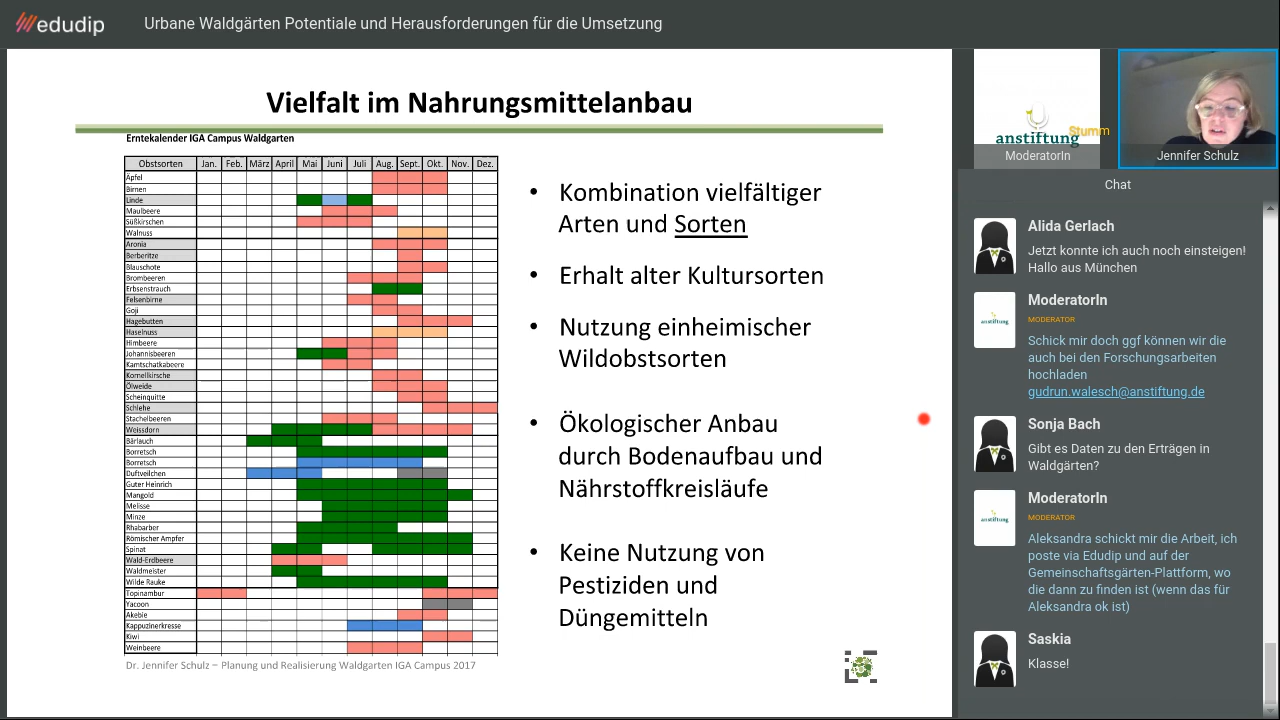 edudip
Urbane Waldgärten Potentiale und Herausforderungen für die Umsetzung
Vielfalt im Nahrungsmittelanbau
Erntekalender IGA Campus Waldgarten
Obstsorten Jan. Feb. März April Mai Juni Juli Aug. Sept. Okt. Nov. Dez.
Äpfel
Birnen
Linde
Maulbeere
Süßkirschen
Walnuss
Aronia
Berberitze
Blauschote
Brombeeren
Erbsenstrauch
Felsenbirne
Goji
Hagebutten
Haselnuss
Himbeere
Johannisbeeren
Kamtschatkabeere
Kornellkirsche
Ölweide
Scheinquitte
Schlehe
Stachelbeeren
Weissdorn
Bärlauch
Borretsch
Borretsch
Duftveilchen
Guter Heinrich
Mangold
Melisse
Minze
Rhabarber
Römischer Ampfer
Spinat
Wald-Erdbeere
Waldmeister
Wilde Rauke
Topinambur
Yacoon
Akebie
Kappuzinerkresse
Kiwi
Weinbeere
Dr. Jennifer Schulz – Planung und Realisierung Waldgarten IGA Campus 2017
• Kombination vielfältiger
Arten und Sorten
• Erhalt alter Kultursorten
• Nutzung einheimischer
Wildobstsorten
• Ökologischer Anbau
durch Bodenaufbau und
Nährstoffkreisläufe
• Keine Nutzung von
Pestiziden und
Düngemitteln
anstiftung
Stumm
ModeratorIn
Jennifer Schulz
Chat
Alida Gerlach
Jetzt konnte ich auch noch einsteigen!
Hallo aus München
ModeratorIn
MODERATOR
anstiftung
Schick mir doch ggf können wir die
auch bei den Forschungsarbeiten
hochladen
gudrun.walesch@anstiftung.de
Sonja Bach
Gibt es Daten zu den Erträgen in
Waldgärten?
ModeratorIn
MODERATOR
anstiftung
Aleksandra schickt mir die Arbeit, ich
poste via Edudip und auf der
Gemeinschaftsgärten-Plattform, wo
die dann zu finden ist (wenn das für
Aleksandra ok ist)
Saskia
Klasse!